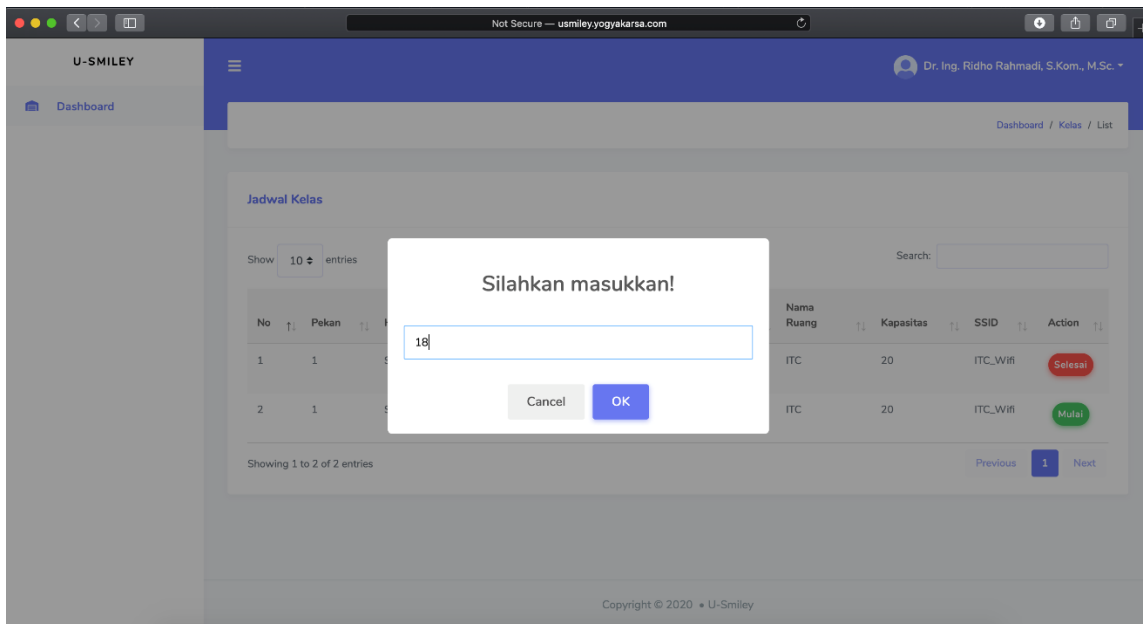 Not Secure — usmiley.yogyakarsa.com
U-SMILEY
Dr. Ing. Ridho Rahmadi, S.Kom., M.Sc.
Dashboard
Dashboard / Kelas / List
Jadwal Kelas
Show 10 entries
Search:
Silahkan masukkan!
18
Cancel OK
No Pekan Nama Ruang Kapasitas SSID Action
1 1 ITC 20 ITC_Wifi Selesai
2 1 ITC 20 ITC_Wifi Mulai
Showing 1 to 2 of 2 entries
Previous 1 Next
Copyright © 2020 • U-Smiley